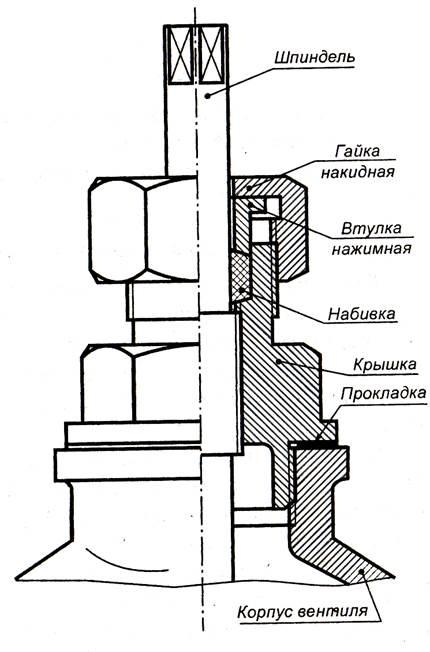 Шпиндель
Гайка
накидная
Втулка
нажимная
Набивка
Крышка
Прокладка
Корпус вентиля